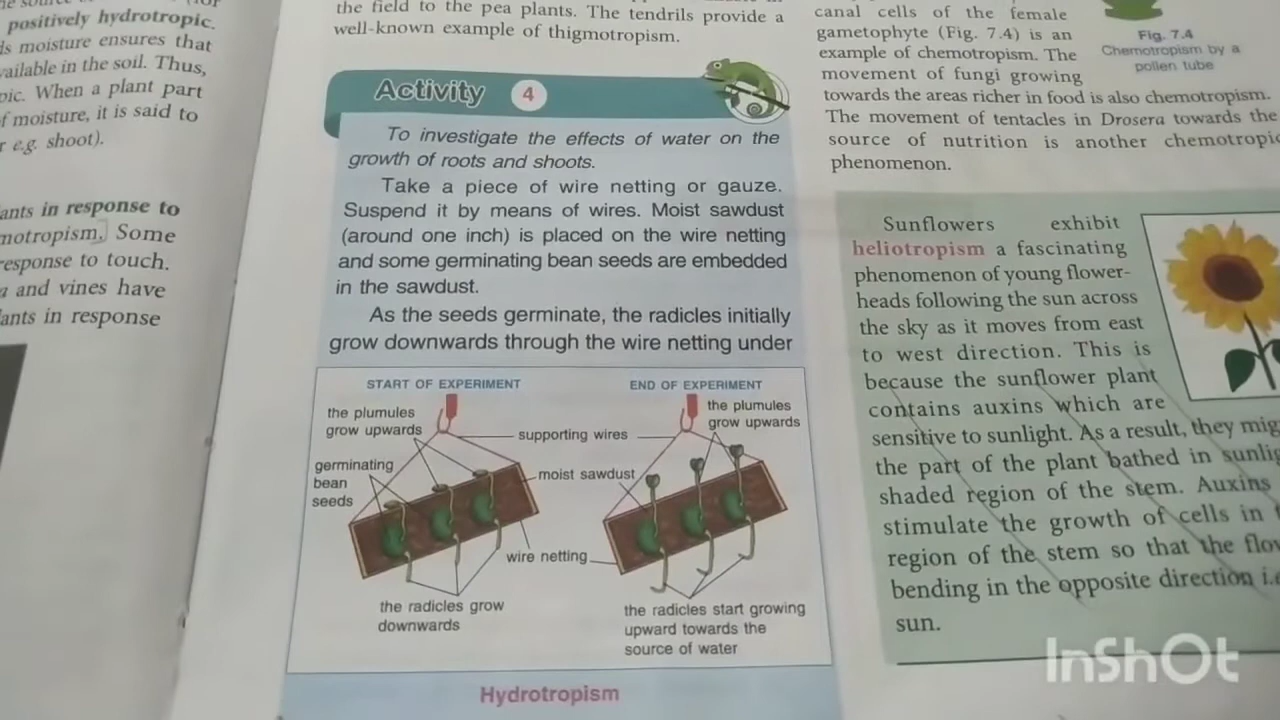 positively hydrotropic.
moisture ensures that
in the soil. Thus,
When a plant part
moisture, it is said to
e.g. shoot).
in response to
Some
response to touch.
and vines have
in response
the field to the pea plants. The tendrils provide a
well-known example of thigmotropism.
Activity 4
To investigate the effects of water on the
growth of roots and shoots.
Take a piece of wire netting or gauze.
Suspend it by means of wires. Moist sawdust
(around one inch) is placed on the wire netting
and some germinating bean seeds are embedded
in the sawdust.
As the seeds germinate, the radicles initially
grow downwards through the wire netting under
START OF EXPERIMENT
END OF EXPERIMENT
the plumules
grow upwards
the plumules
grow upwards
supporting wires
germinating
bean
seeds
moist sawdust
wire netting
the radicles grow
downwards
the radicles start growing
upward towards the
source of water
Hydrotropism
canal cells of the female
gametophyte (Fig. 7.4) is an
example of chemotropism. The
movement of fungi growing
towards the areas richer in food is also chemotropism.
The movement of tentacles in Drosera towards the
source of nutrition is another
phenomenon.
Fig. 7.4
Chemotropism by a
pollen tube
Sunflowers exhibit
heliotropism a fascinating
phenomenon of young flower-
heads following the sun across
the sky as it moves from east
to west direction. This is
because the sunflower plant
contains auxins which are
sensitive to sunlight. As a result, they
the part of the plant bathed in
shaded region of the stem. Auxins
stimulate the growth of cells in
region of the stem so that the
bending in the opposite direction
sun.
InShOt